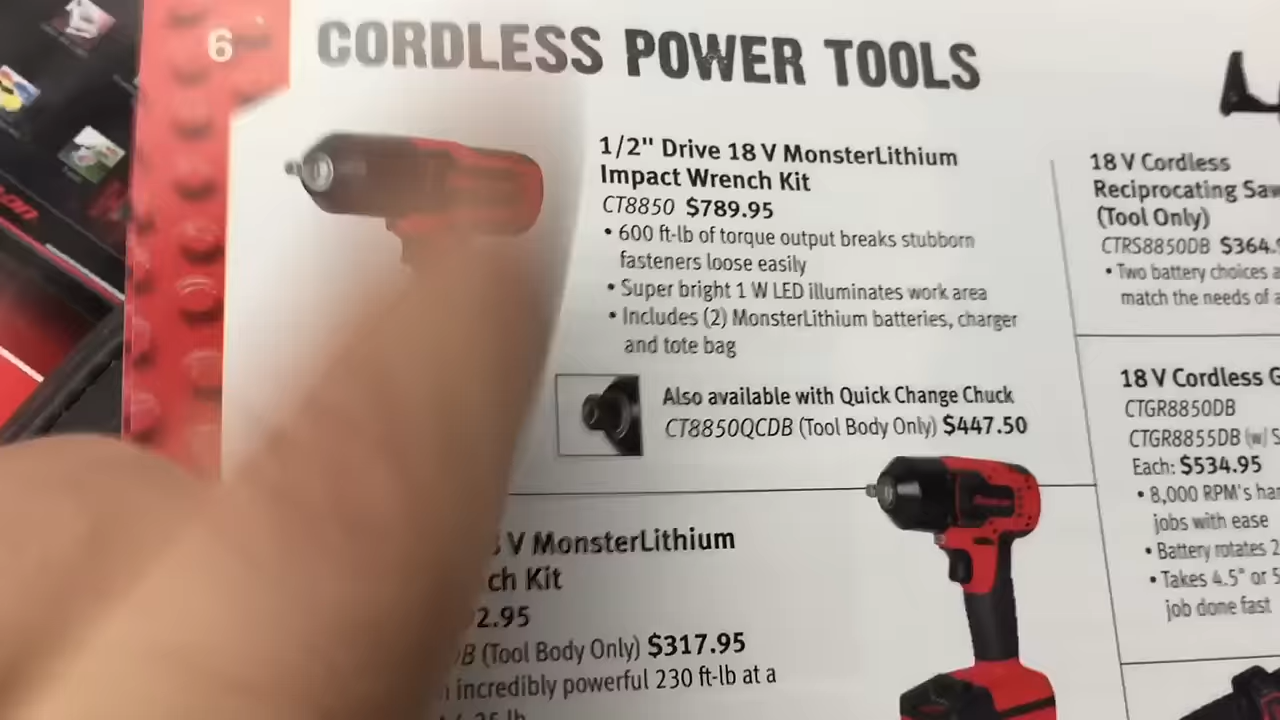 6
CORDLESS POWER TOOLS
1/2" Drive 18 V MonsterLithium
Impact Wrench Kit
CT8850 $789.95
• 600 ft-lb of torque output breaks stubborn
fasteners loose easily
• Super bright 1 W LED illuminates work area
• Includes (2) MonsterLithium batteries, charger
and tote bag
Also available with Quick Change Chuck
CT8850QCDB (Tool Body Only) $447.50
V MonsterLithium
Kit
2.95
(Tool Body Only) $317.95
incredibly powerful 230 ft-lb at a
18 V Cordless
Reciprocating Saw
(Tool Only)
CTRS8850DB $364.
• Two battery choices
match the needs of
18 V Cordless
CTGR8850DB
CTGR8855DB
Each: $534.95
• 8,000 RPM's
jobs with ease
• Battery rotates
• Takes 4.5" or
job done fast